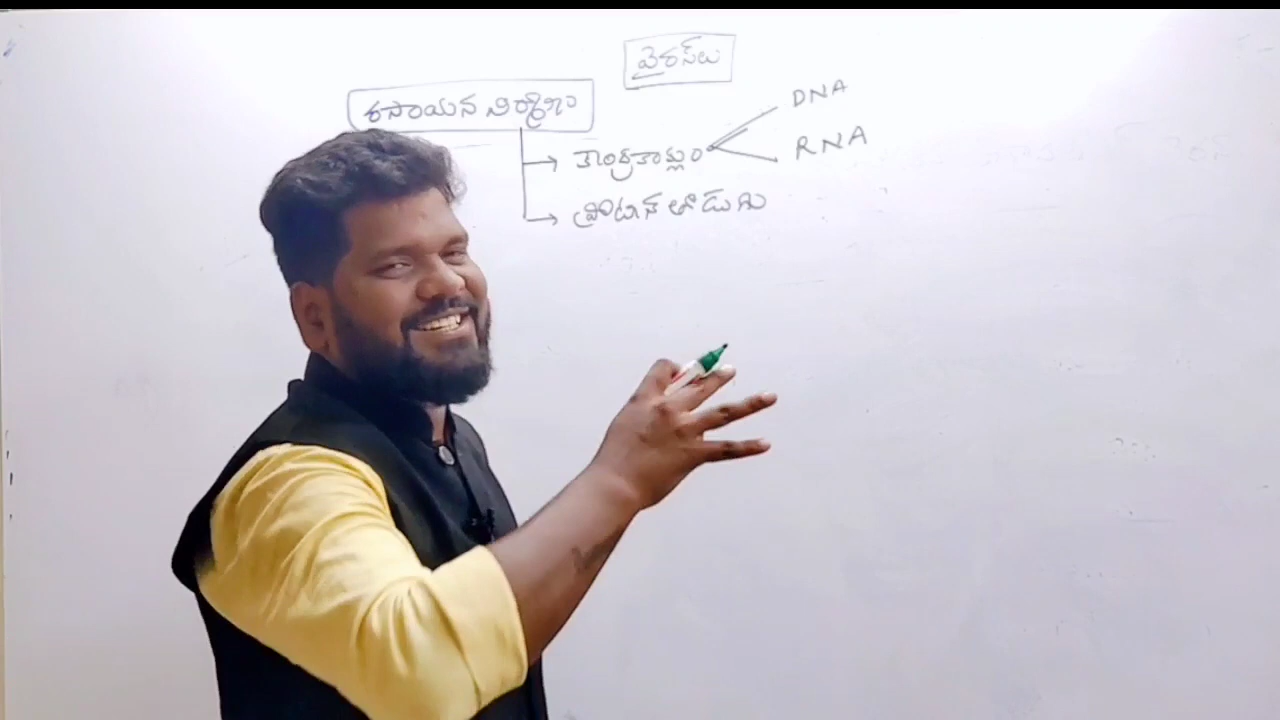 వైరస్‌లు
రసాయన నిర్మాణం
కేంద్రకామ్లం
DNA
RNA
ప్రోటీన్ తొడుగు